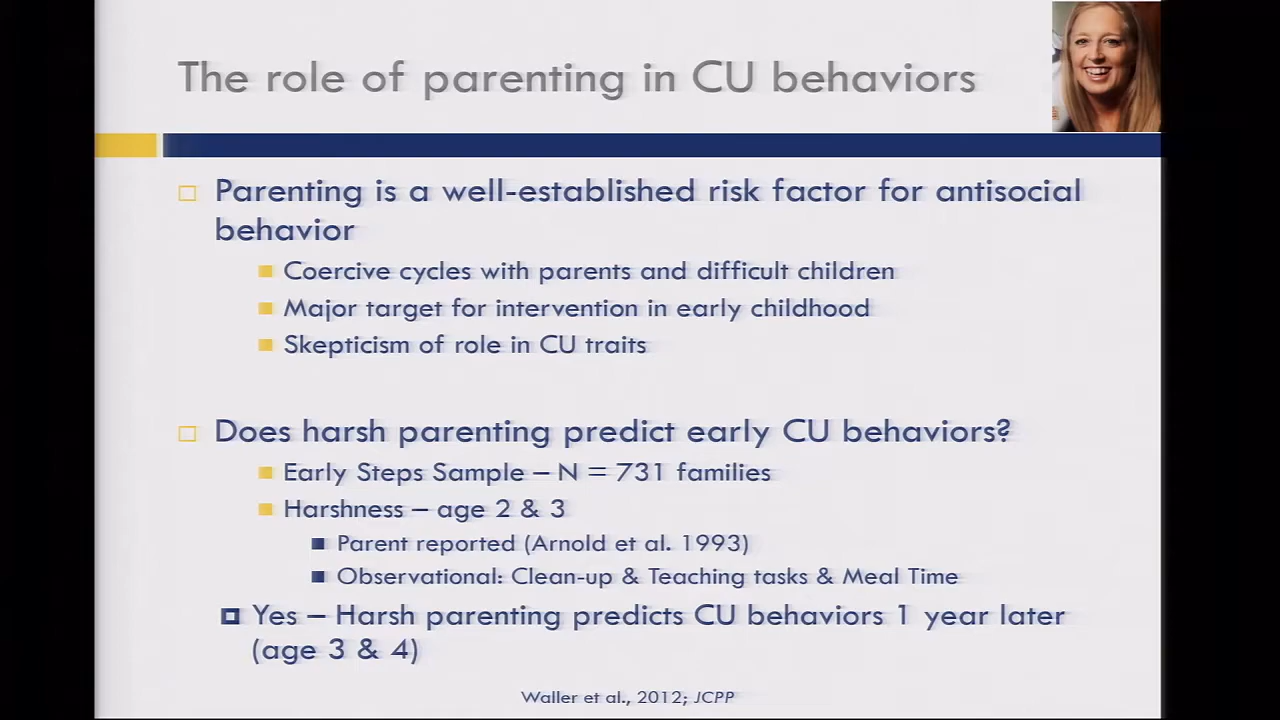 The role of parenting in CU behaviors
Parenting is a well-established risk factor for antisocial
behavior
Coercive cycles with parents and difficult children
Major target for intervention in early childhood
Skepticism of role in CU traits
Does harsh parenting predict early CU behaviors?
Early Steps Sample – N = 731 families
Harshness – age 2 & 3
Parent reported (Arnold et al. 1993)
Observational: Clean-up & Teaching tasks & Meal Time
Yes – Harsh parenting predicts CU behaviors 1 year later
(age 3 & 4)
Waller et al., 2012; JCPP